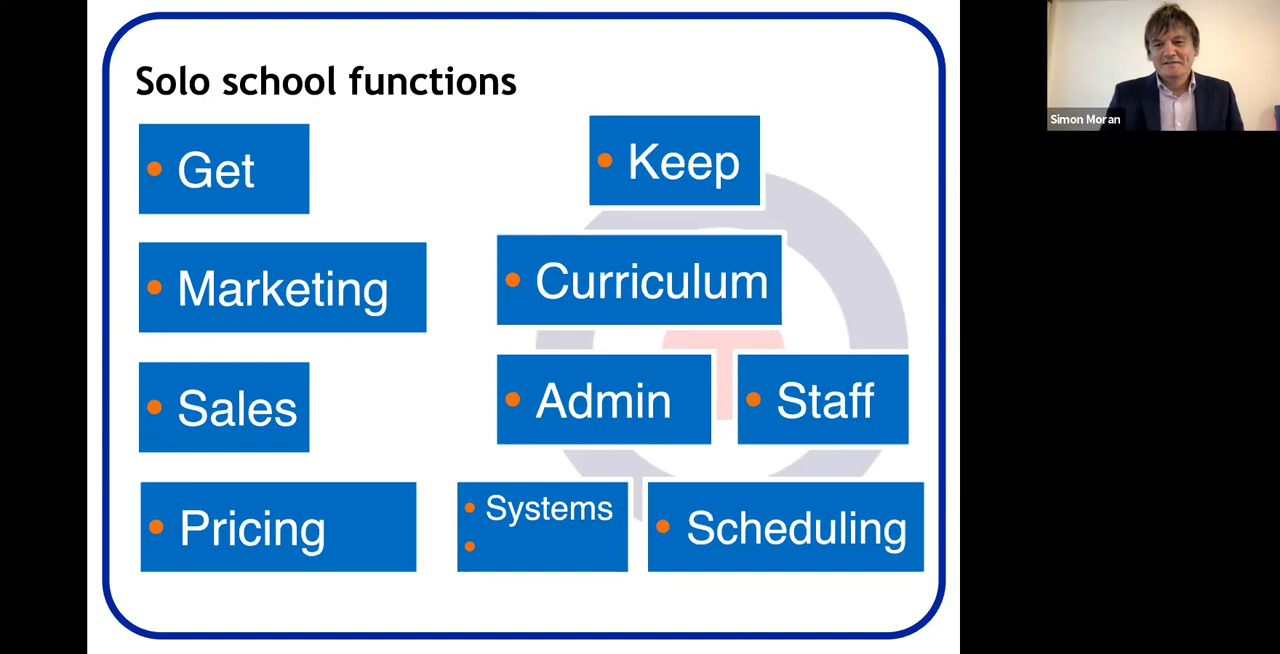 Solo school functions
• Get
• Keep
• Marketing
• Curriculum
• Sales
• Admin
• Staff
• Pricing
• Systems
•
• Scheduling
Simon Moran